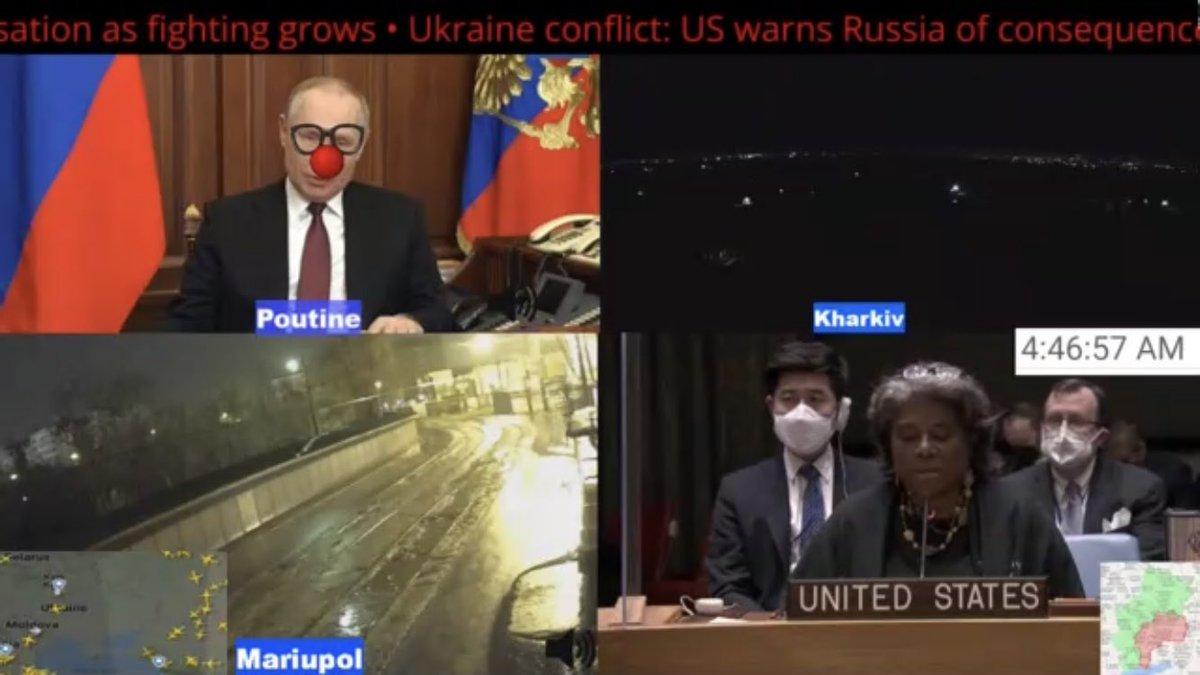 sation as fighting grows • Ukraine conflict: US warns Russia of consequence
Poutine
Kharkiv
4:46:57 AM
UNITED STATES
Ukraine
Moldova
Mariupol